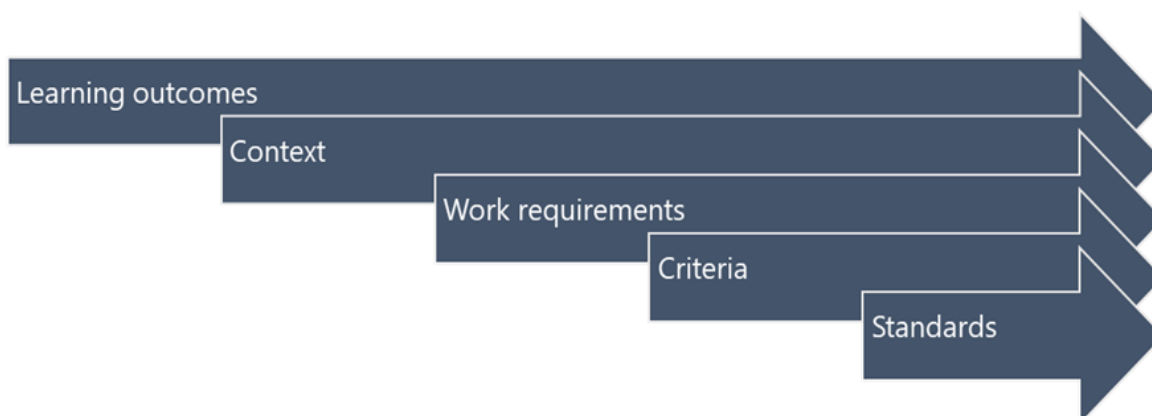 Learning outcomes
Context
Work requirements
Criteria
Standards